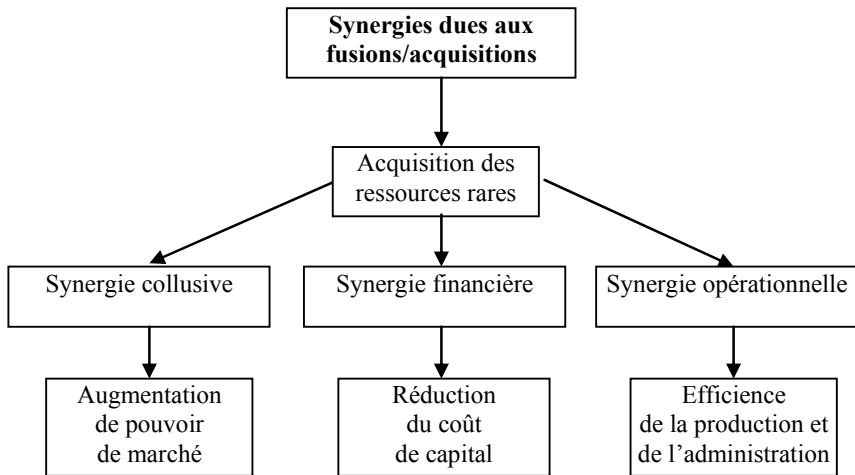 Synergies dues aux
fusions/acquisitions
Acquisition des
ressources rares
Synergie collusive
Synergie financière
Synergie opérationnelle
Augmentation
de pouvoir
de marché
Réduction
du coût
de capital
Efficience
de la production et
de l’administration